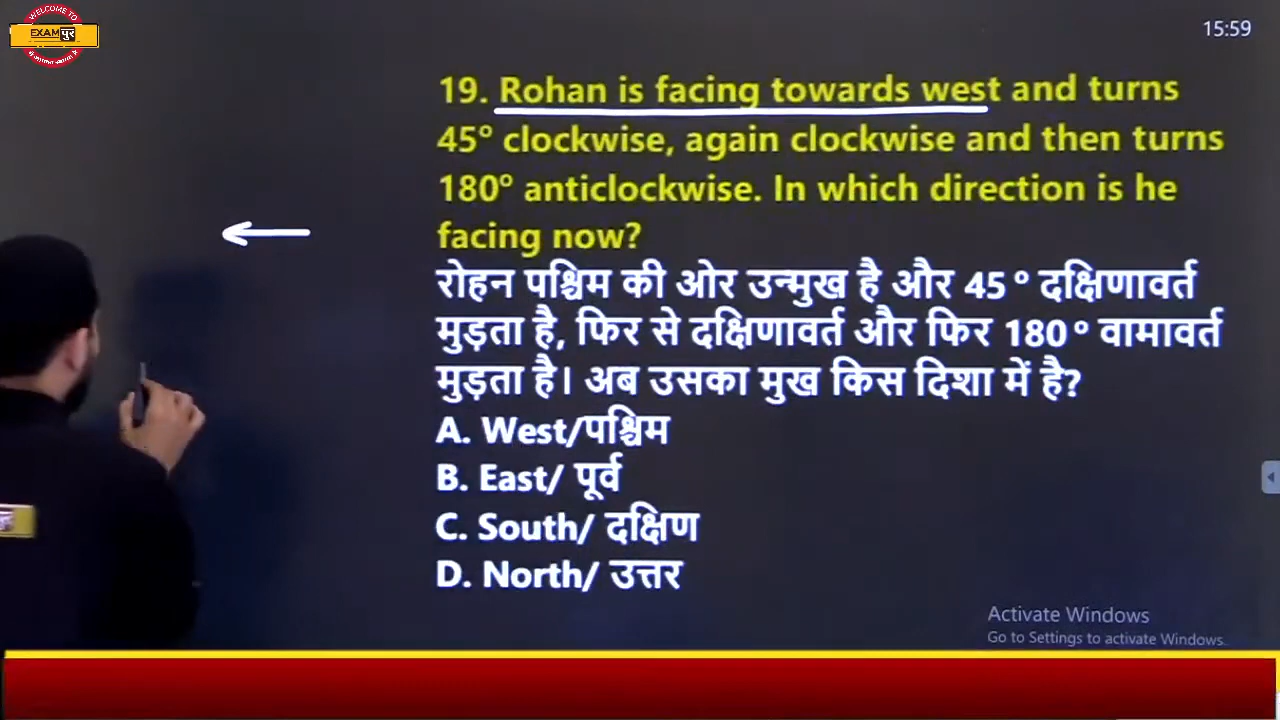 WELCOME TO
EXAMपुर
15:59
19. Rohan is facing towards west and turns
45º clockwise, again clockwise and then turns
180º anticlockwise. In which direction is he
facing now?
रोहन पश्चिम की ओर उन्मुख है और 45 º दक्षिणावर्त
मुड़ता है, फिर से दक्षिणावर्त और फिर 180 º वामावर्त
मुड़ता है। अब उसका मुख किस दिशा में है?
A. West/पश्चिम
B. East/ पूर्व
C. South/ दक्षिण
D. North/ उत्तर
Activate Windows
Go to Settings to activate Windows.